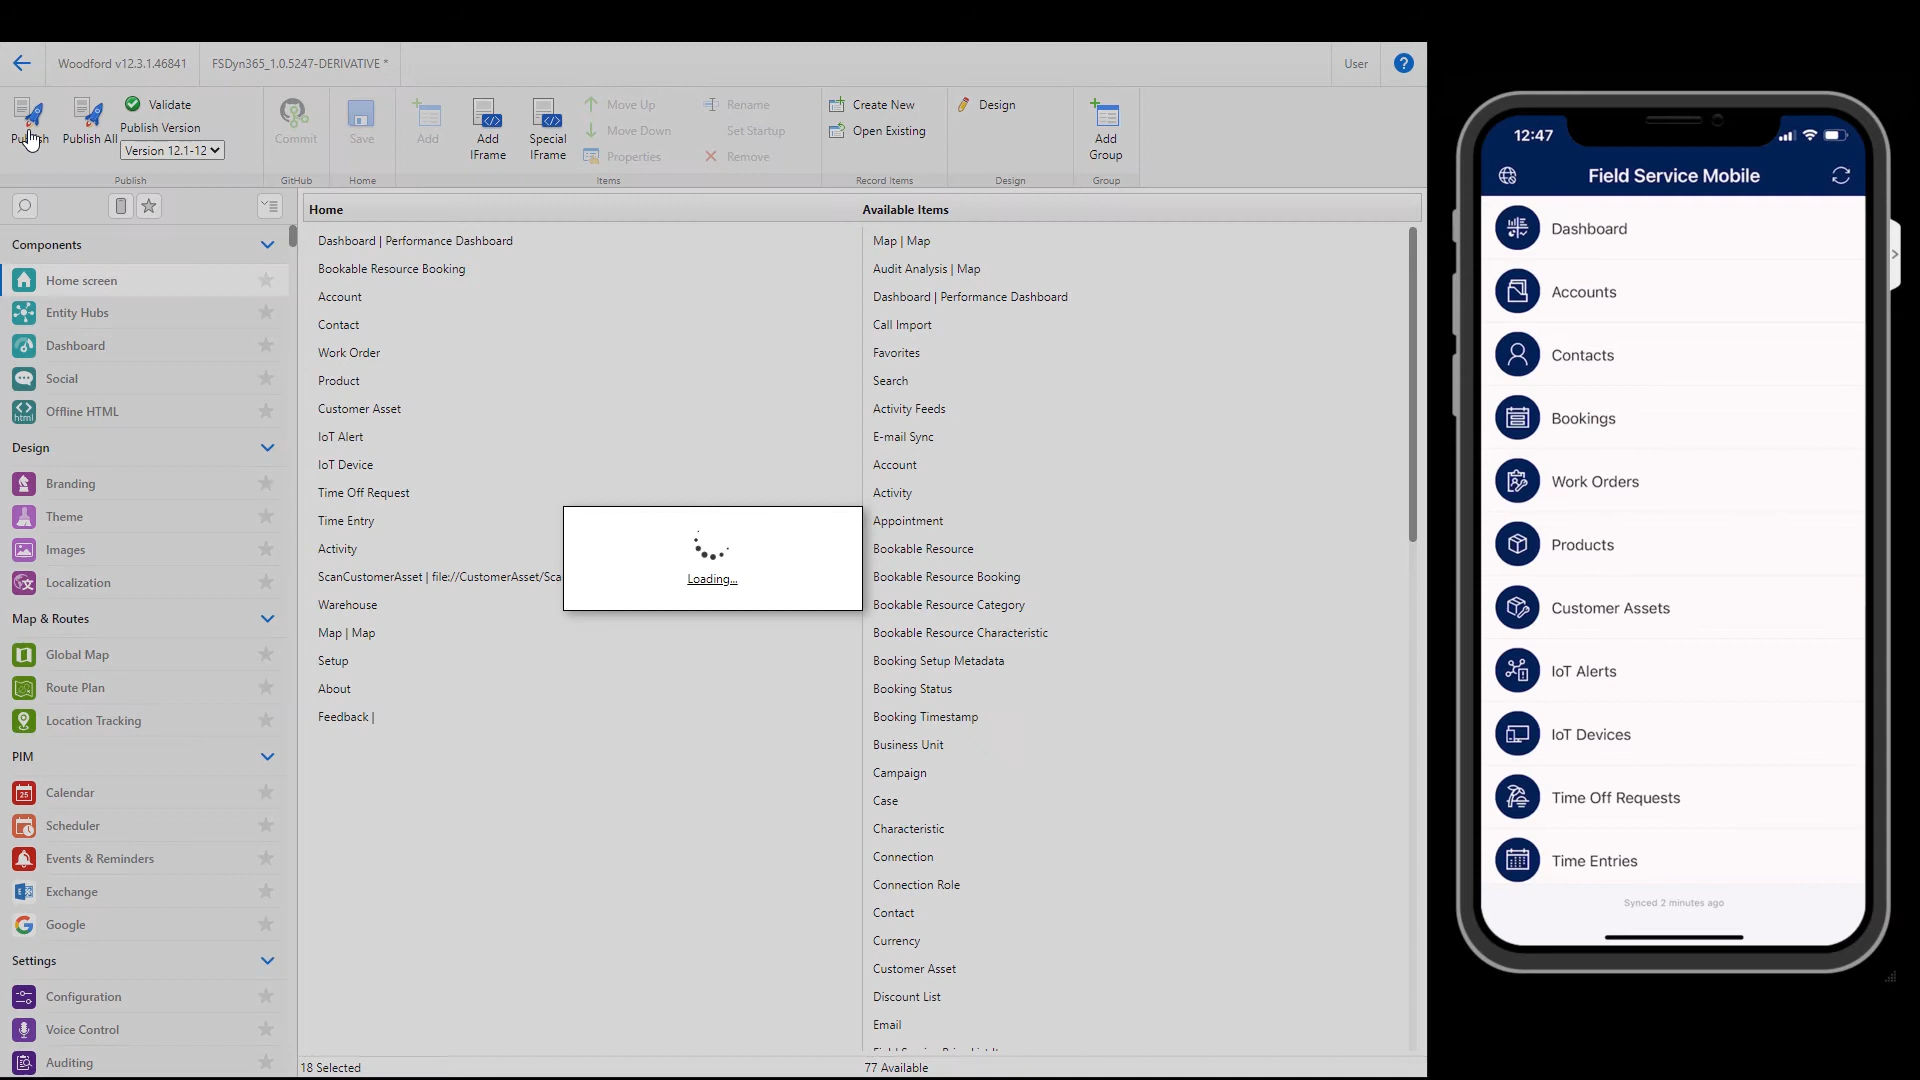 Woodford v12.3.1.46841
FSDyn365_1.0.5247-DERIVATIVE *
User
?
Publish
Publish All
Validate
Publish Version
Version 12.1-12
Publish
Commit
GitHub
Save
Home
Add
Add IFrame
Special IFrame
Move Up
Move Down
Properties
Rename
Set Startup
Remove
Items
Create New
Open Existing
Record Items
Design
Design
Add Group
Group
Components
Home screen
Entity Hubs
Dashboard
Social
Offline HTML
Design
Branding
Theme
Images
Localization
Map & Routes
Global Map
Route Plan
Location Tracking
PIM
Calendar
Scheduler
Events & Reminders
Exchange
Google
Settings
Configuration
Voice Control
Auditing
Home
Dashboard | Performance Dashboard
Bookable Resource Booking
Account
Contact
Work Order
Product
Customer Asset
IoT Alert
IoT Device
Time Off Request
Time Entry
Activity
ScanCustomerAsset | file://CustomerAsset/Sca
Warehouse
Map | Map
Setup
About
Feedback |
18 Selected
Loading...
Available Items
Map | Map
Audit Analysis | Map
Dashboard | Performance Dashboard
Call Import
Favorites
Search
Activity Feeds
E-mail Sync
Account
Activity
Appointment
Bookable Resource
Bookable Resource Booking
Bookable Resource Category
Bookable Resource Characteristic
Booking Setup Metadata
Booking Status
Booking Timestamp
Business Unit
Campaign
Case
Characteristic
Connection
Connection Role
Contact
Currency
Customer Asset
Discount List
Email
77 Available
12:47
Field Service Mobile
Dashboard
Accounts
Contacts
Bookings
Work Orders
Products
Customer Assets
IoT Alerts
IoT Devices
Time Off Requests
Time Entries
Synced 2 minutes ago